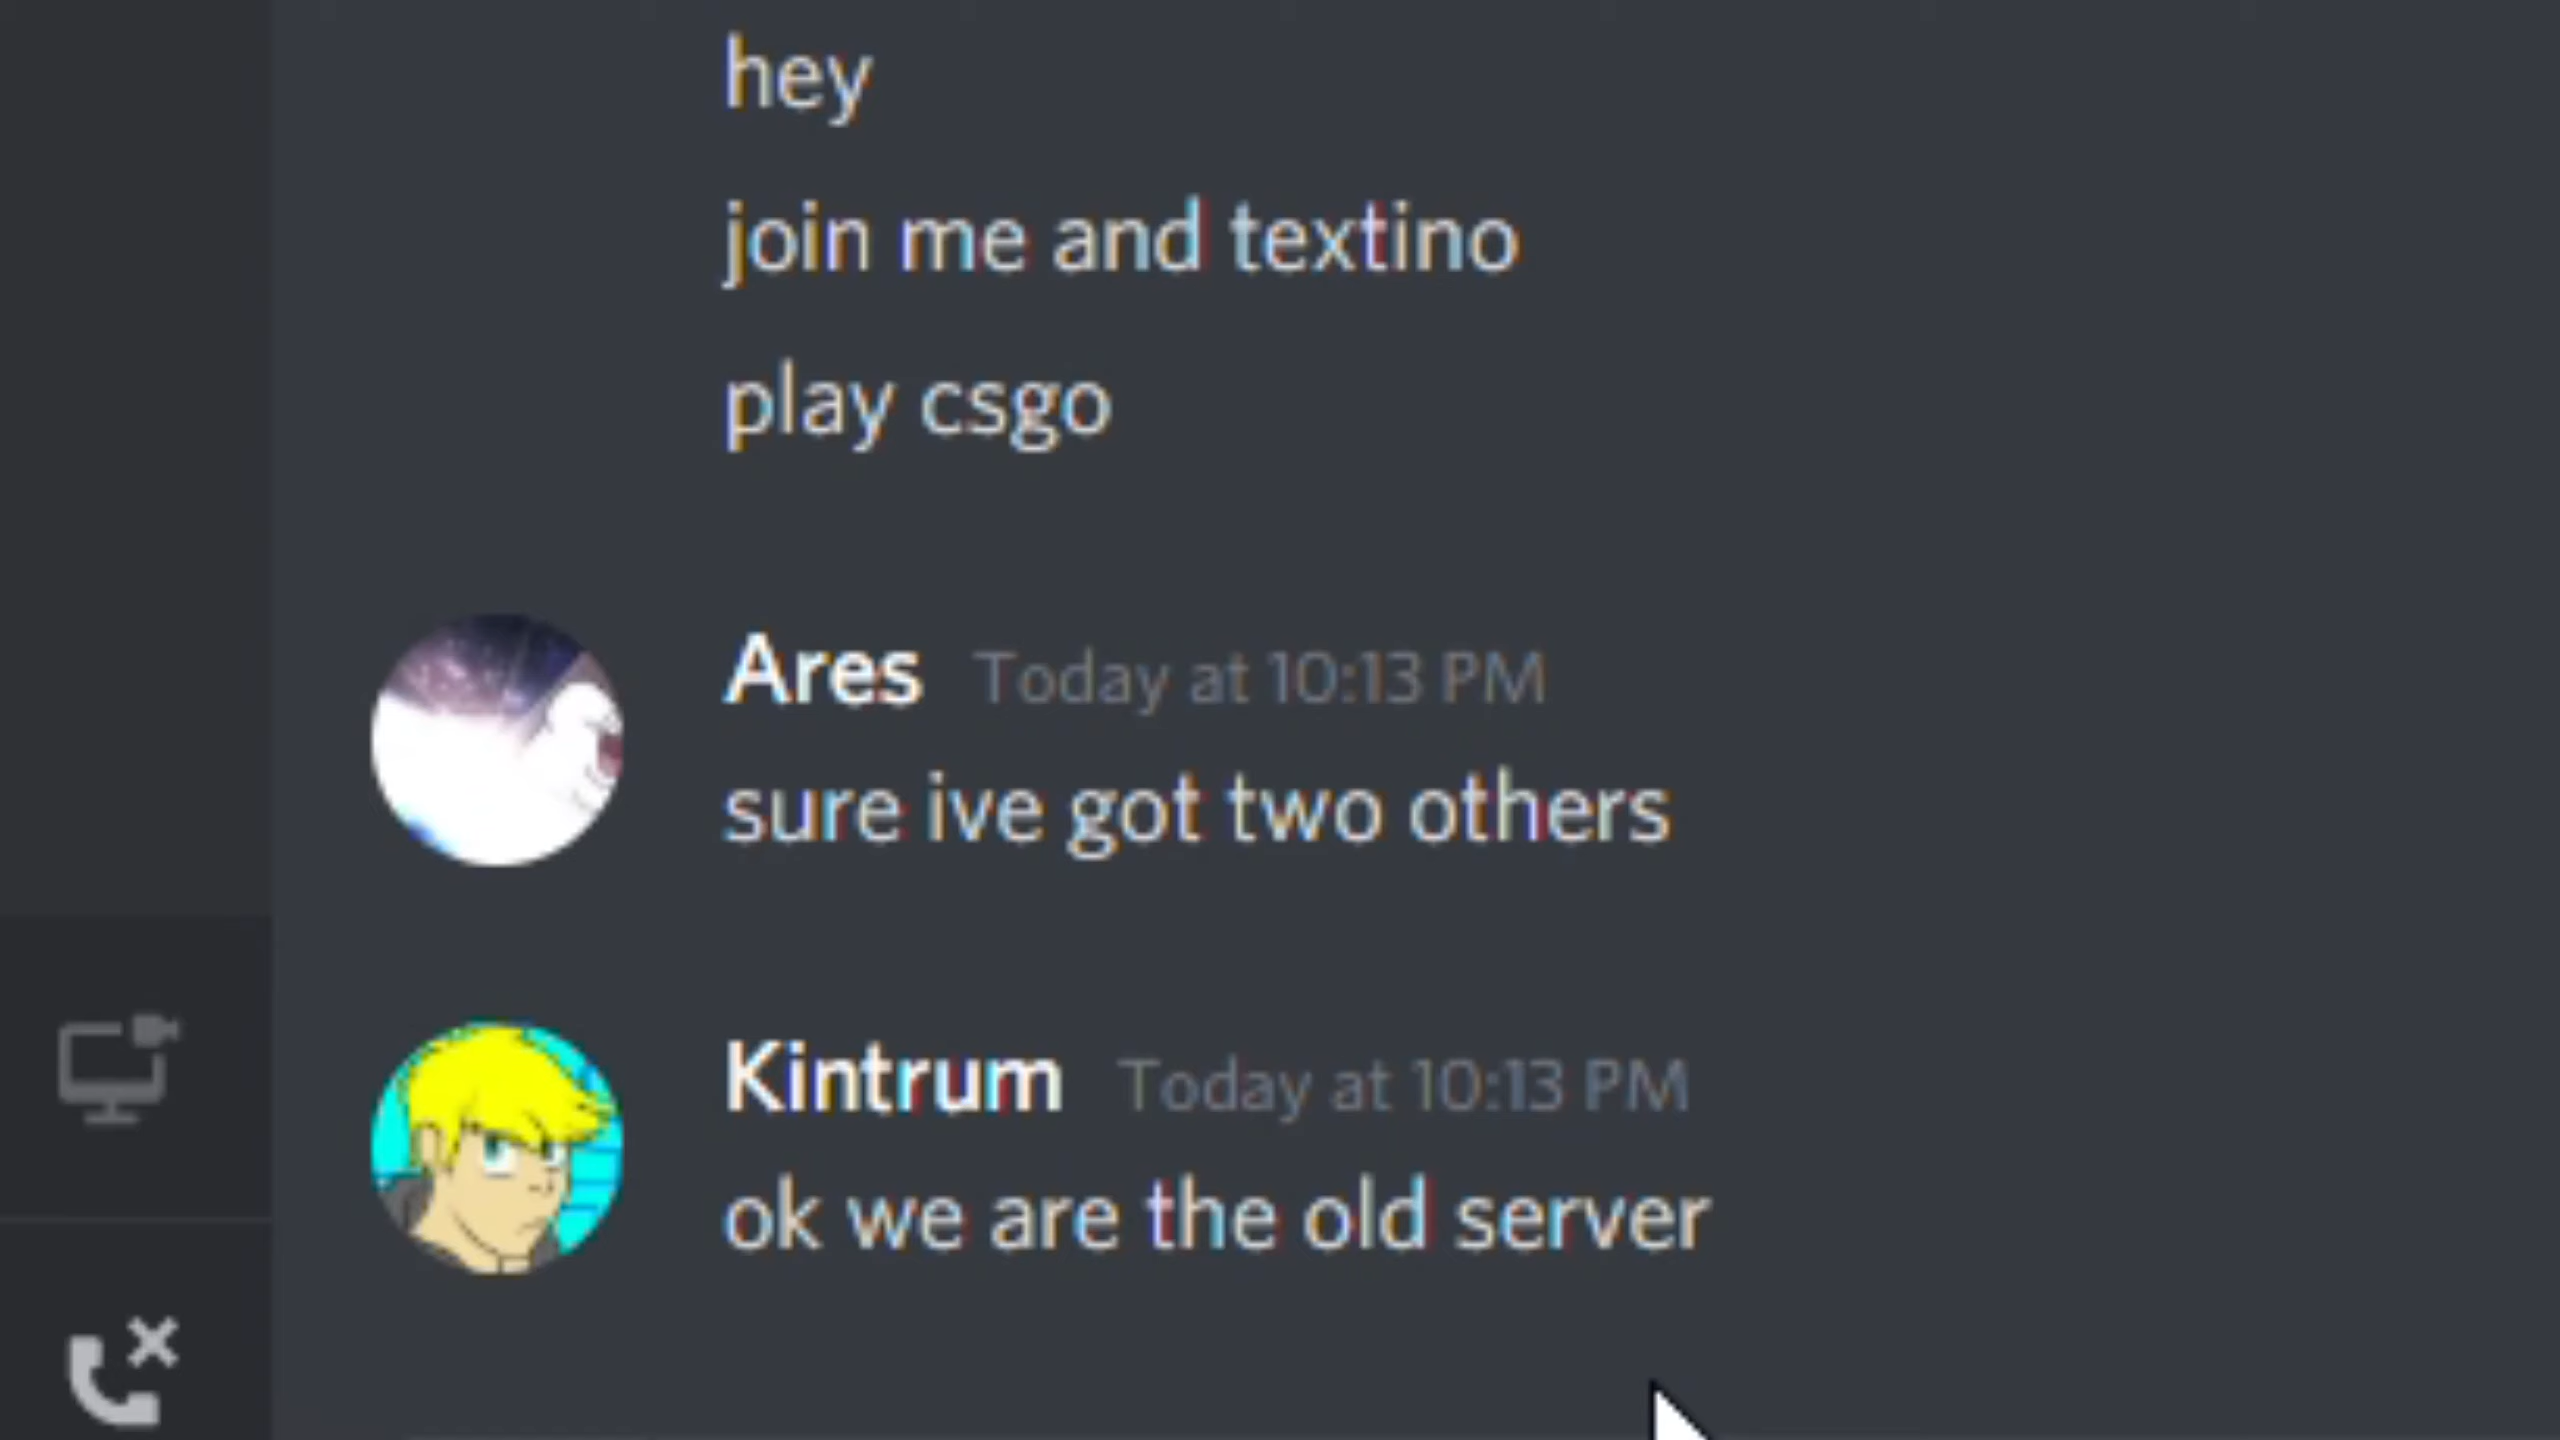 hey
join me and textino
play csgo
Ares Today at 10:13 PM
sure ive got two others
Kintrum Today at 10:13 PM
ok we are the old server